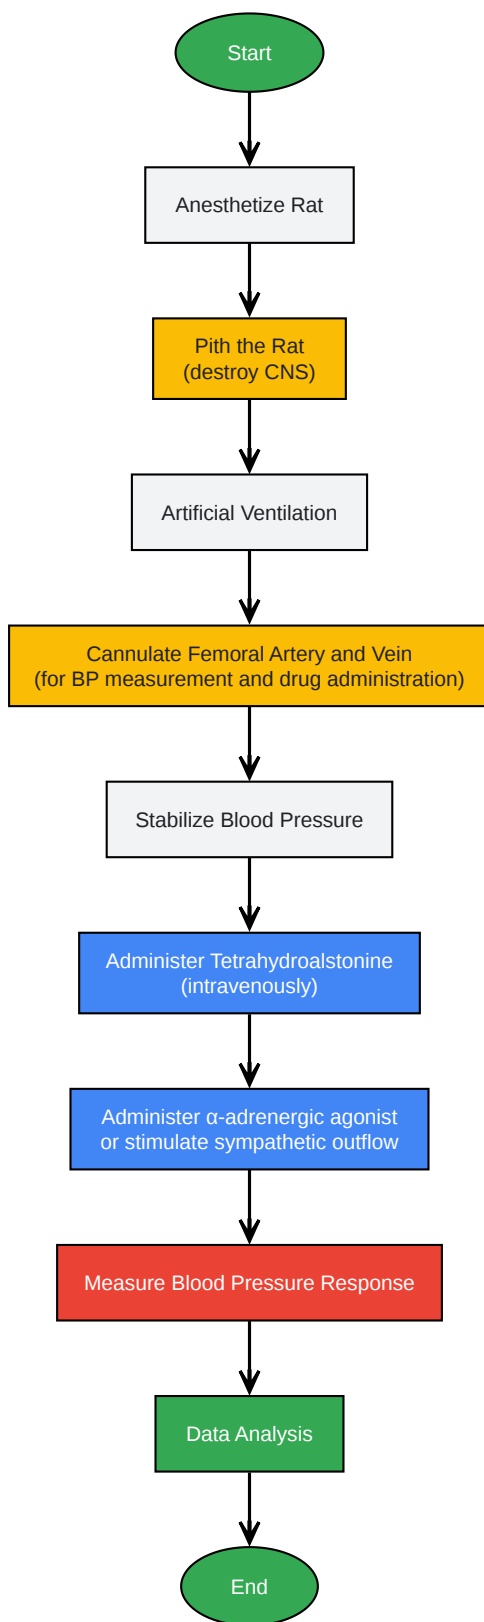 Start
Anesthetize Rat
Pith the Rat
(destroy CNS)
Artificial Ventilation
Cannulate Femoral Artery and Vein
(for BP measurement and drug administration)
Stabilize Blood Pressure
Administer Tetrahydroalstonine
(intravenously)
Administer α-adrenergic agonist
or stimulate sympathetic outflow
Measure Blood Pressure Response
Data Analysis
End